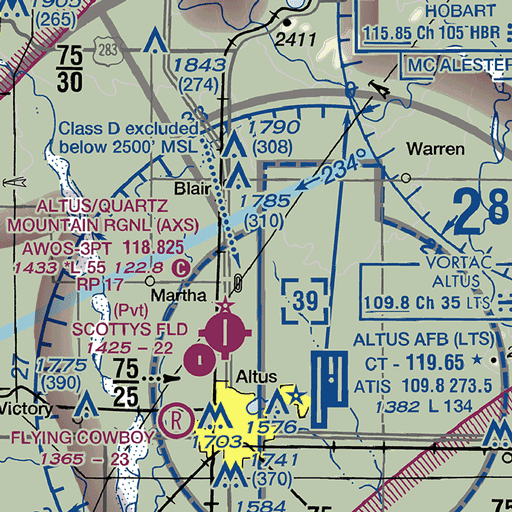 1905
(265)
283
2411
HOBART
115.85 Ch 105 HBR
MC ALESTER
75
30
1843
(274)
Class D excluded
below 2500' MSL
1790
(308)
Warren
234°
Blair
1785
(310)
28
ALTUS/QUARTZ
MOUNTAIN RGNL (AXS)
AWOS-3PT 118.825
1433 *L 55 122.8 C
RP 17
VORTAC
ALTUS
109.8 Ch 35 LTS
Martha
39
(Pvt)
SCOTTYS FLD
1425 - 22
ALTUS AFB (LTS)
CT - 119.65 *
ATIS 109.8 273.5
1382 L 134
27
1775
(390)
75
25
Altus
Victory
R
1703
1576
FLYING COWBOY
1365 - 23
1741
(370)
1584
75